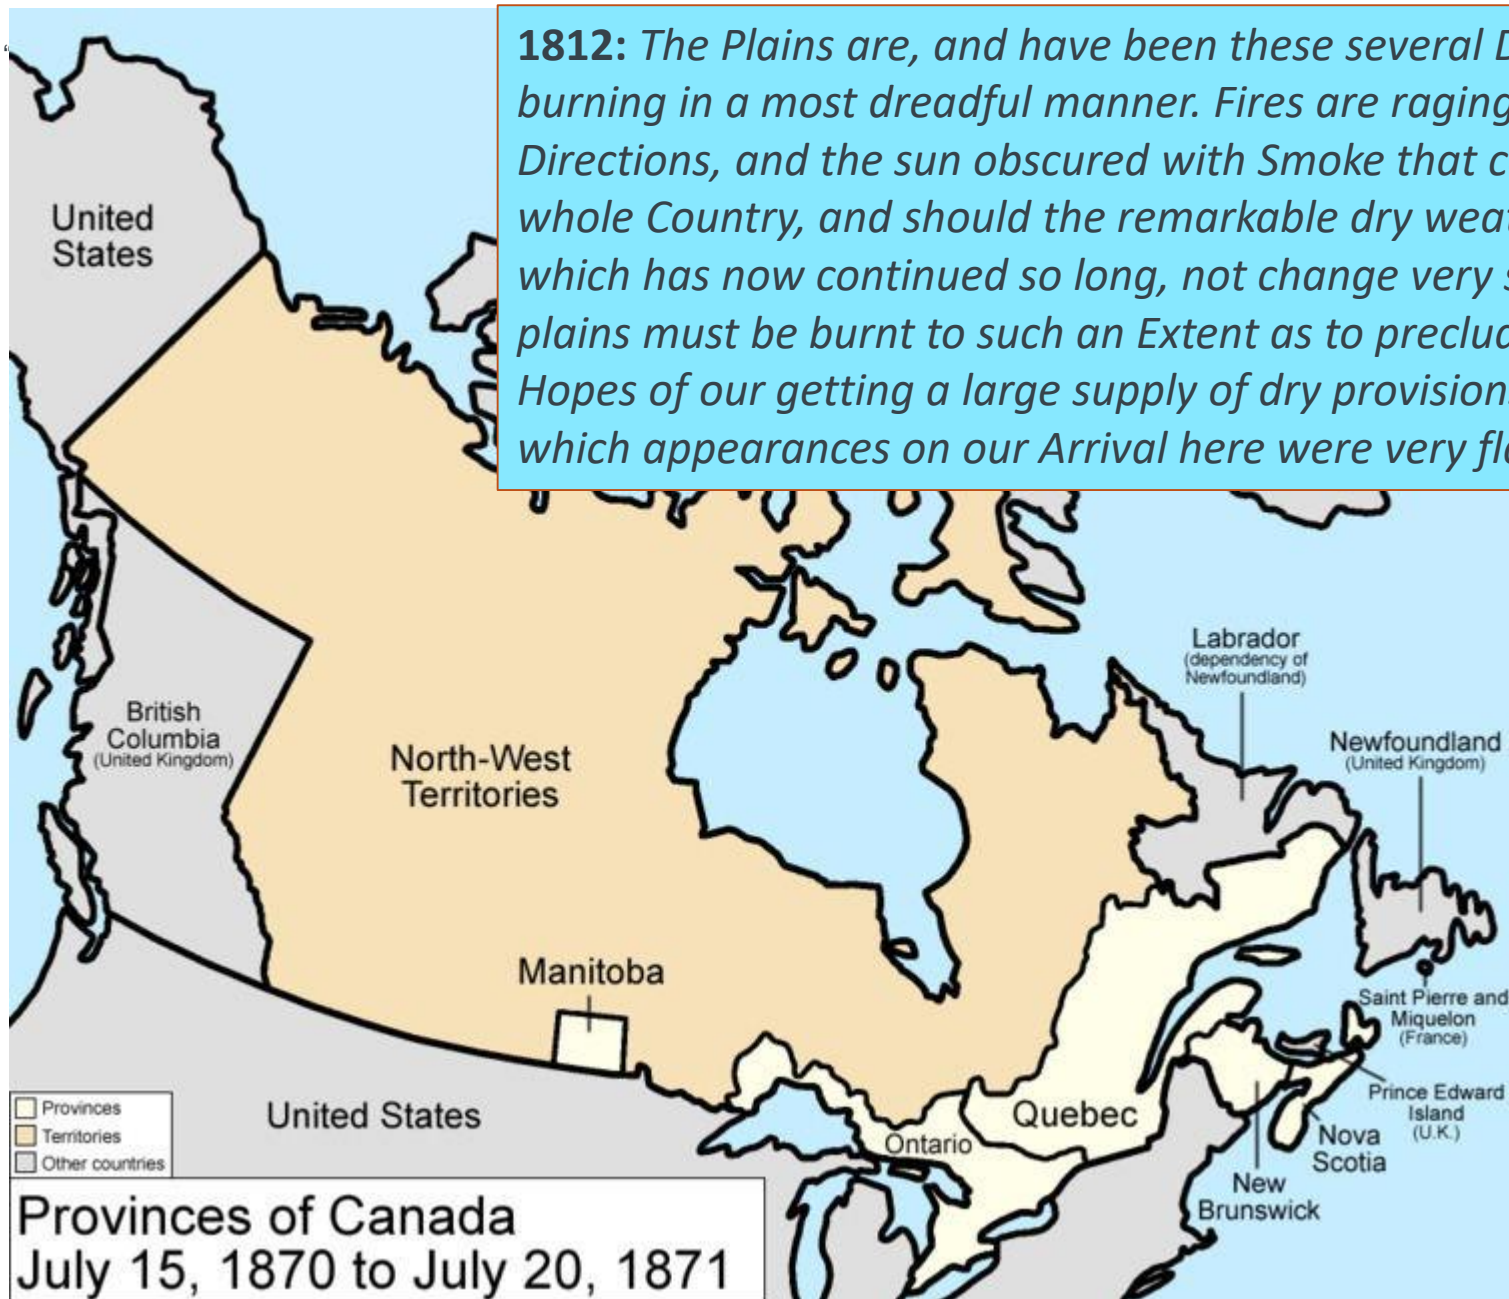 1812: The Plains are, and have been these several D
burning in a most dreadful manner. Fires are raging
Directions, and the sun obscured with Smoke that c
whole Country, and should the remarkable dry weat
which has now continued so long, not change very s
plains must be burnt to such an Extent as to preclud
Hopes of our getting a large supply of dry provision
which appearances on our Arrival here were very fl
United
States
Labrador
(dependency of
Newfoundland)
British
Columbia
(United Kingdom)
North-West
Territories
Newfoundland
(United Kingdom)
Manitoba
Saint Pierre and
Miquelon
(France)
Provinces
Territories
Other countries
United States
Ontario
Quebec
Prince Edward
Island
(U.K.)
Nova
Scotia
New
Brunswick
Provinces of Canada
July 15, 1870 to July 20, 1871